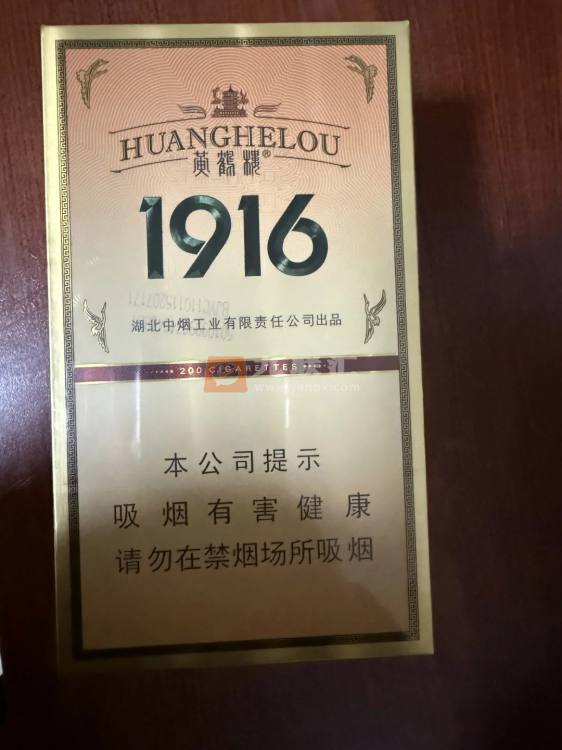 HUANGHELOU
黄鹤楼®
1916
湖北中烟工业有限责任公司出品
200 CIGARETTES
本公司提示
吸烟有害健康
请勿在禁烟场所吸烟